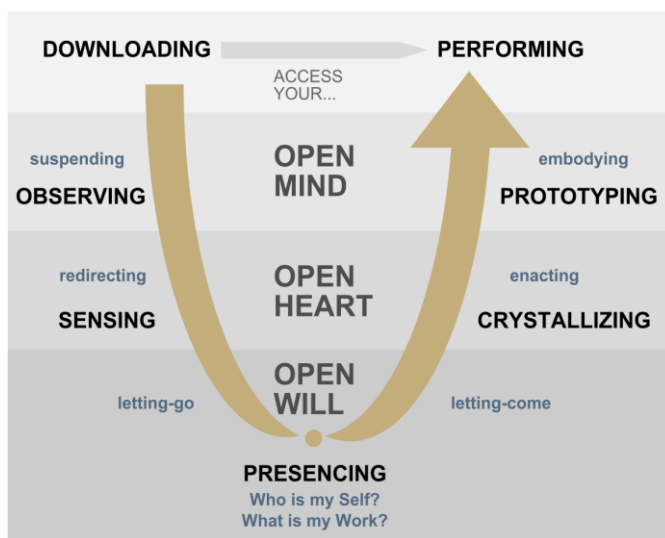 DOWNLOADING
PERFORMING
ACCESS
YOUR...
suspending
OPEN
MIND
embodying
OBSERVING
PROTOTYPING
redirecting
OPEN
HEART
enacting
SENSING
CRYSTALLIZING
OPEN
WILL
letting-go
letting-come
PRESENCING
Who is my Self?
What is my Work?